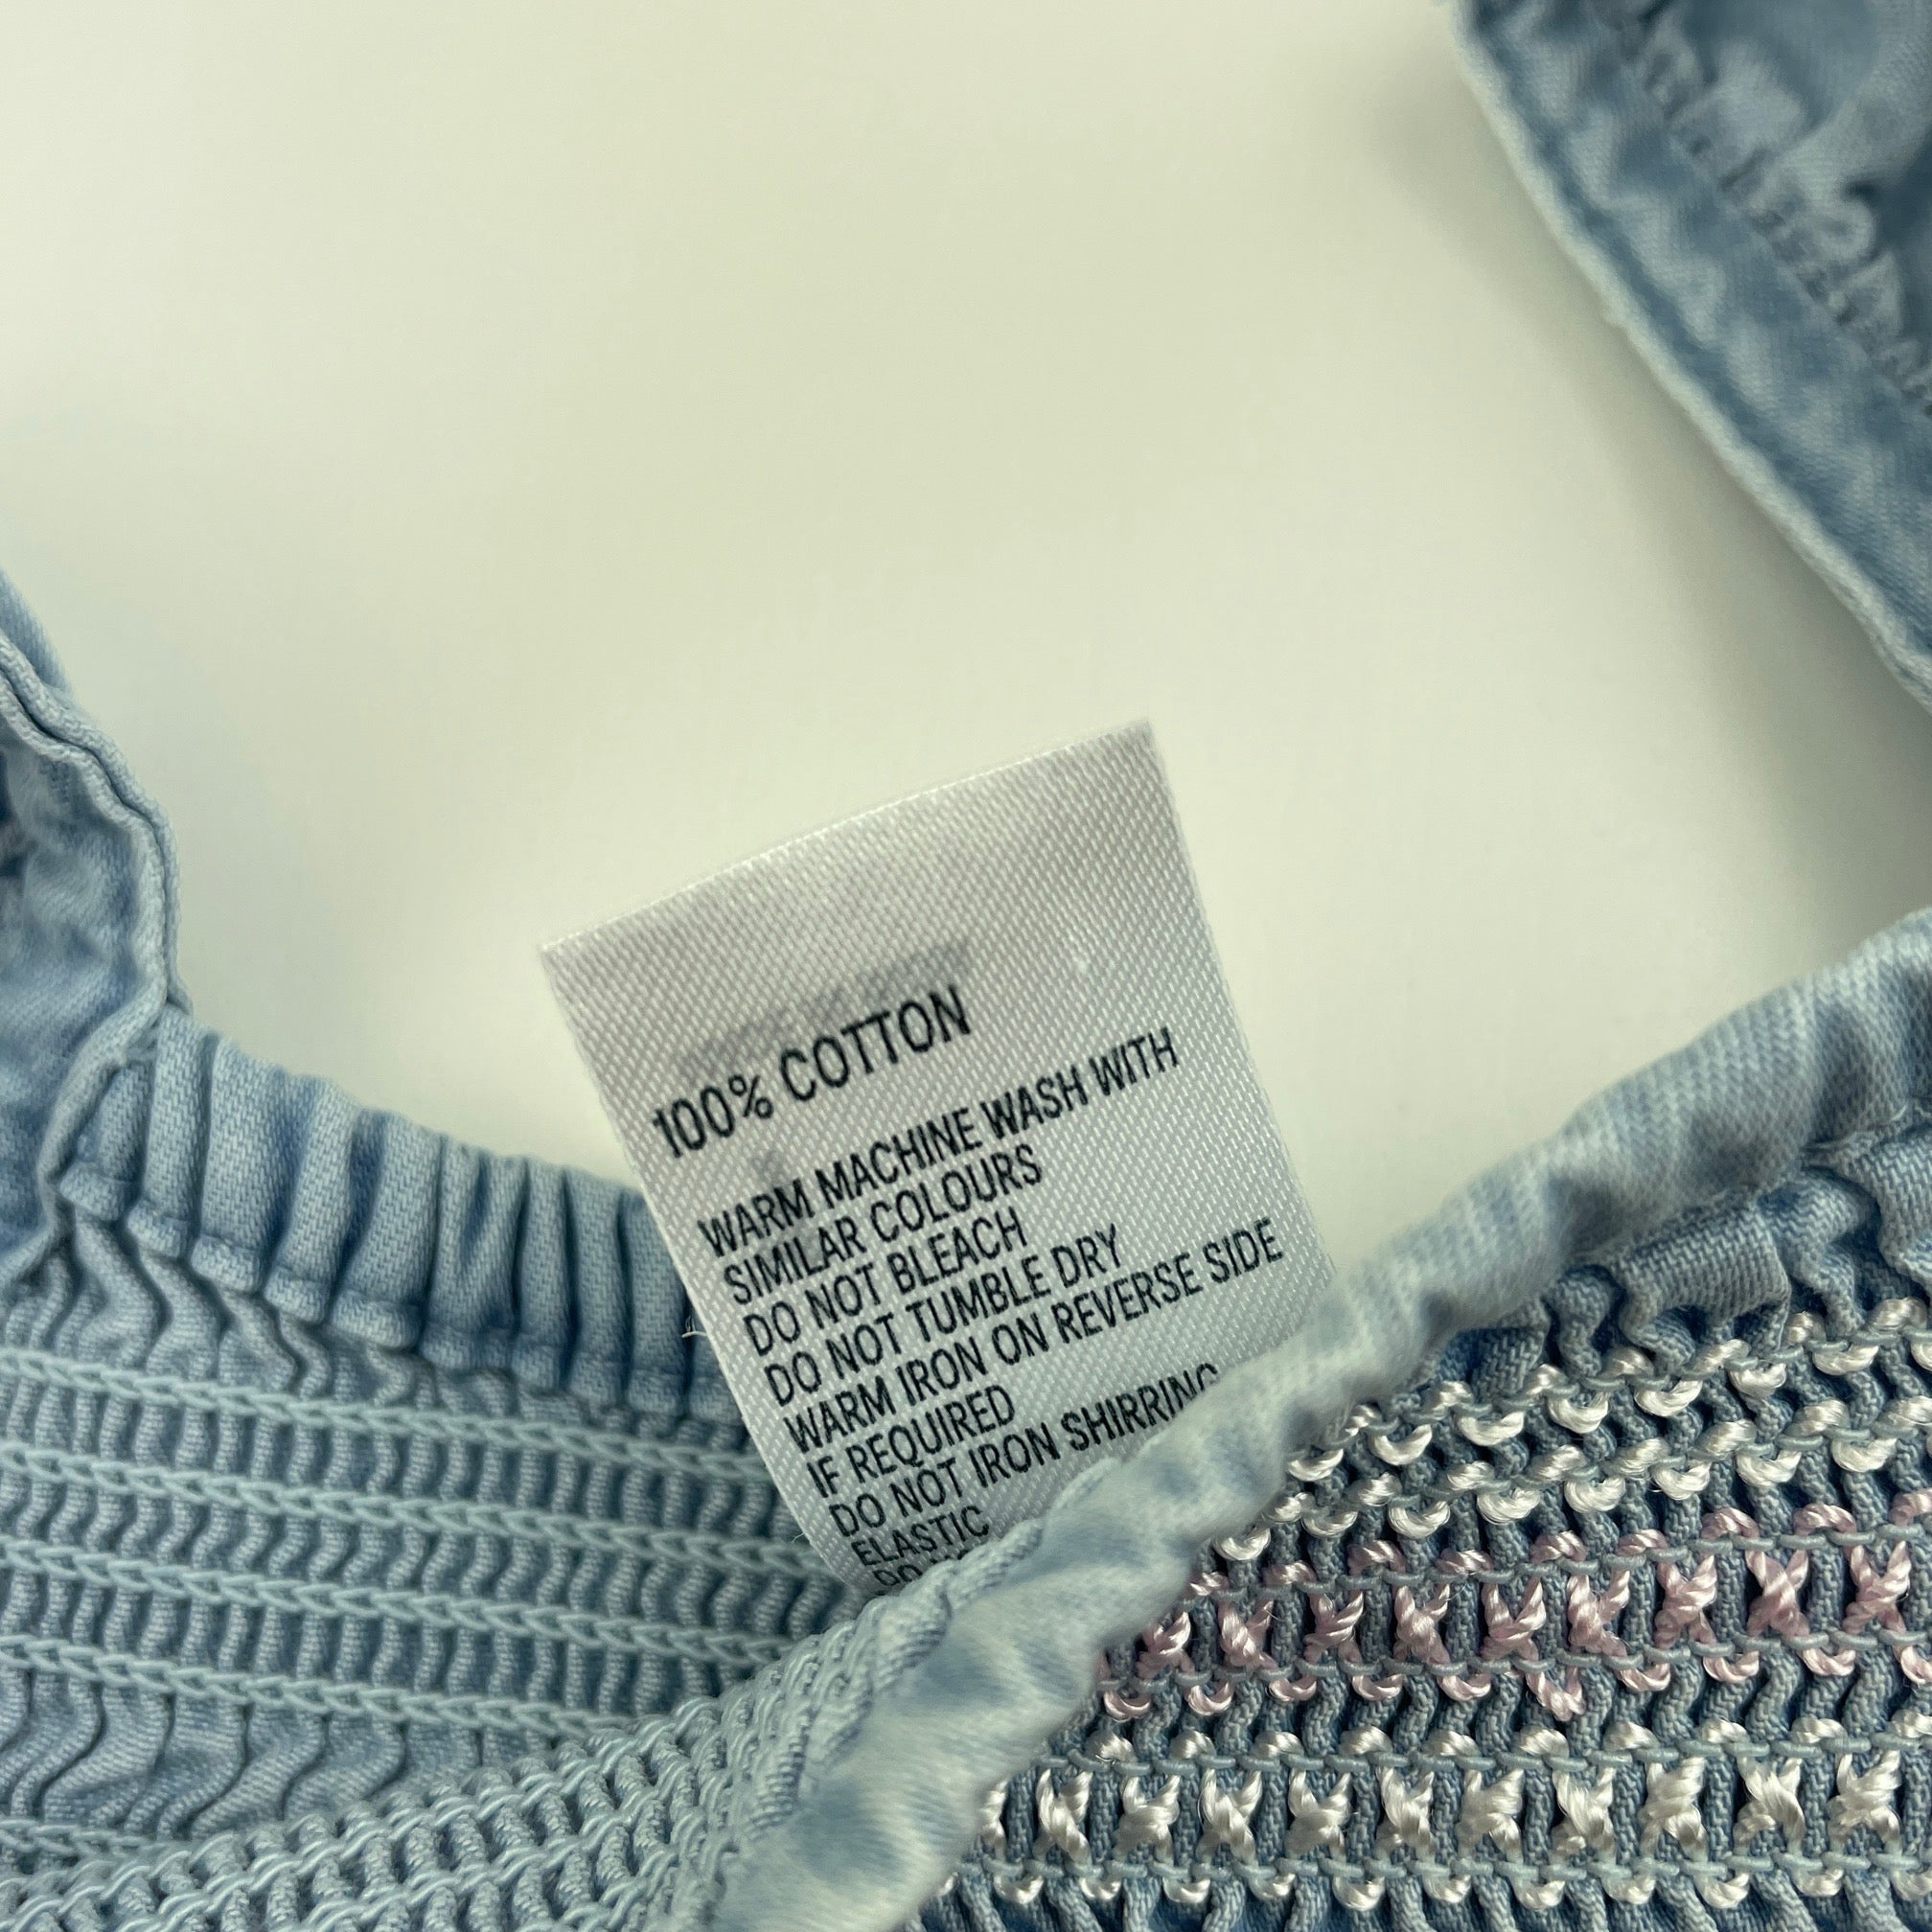 100% COTTON
WARM MACHINE WASH WITH
SIMILAR COLOURS
DO NOT BLEACH
DO NOT TUMBLE DRY
WARM IRON ON REVERSE SIDE
IF REQUIRED
DO NOT IRON SHIRRING
ELASTIC